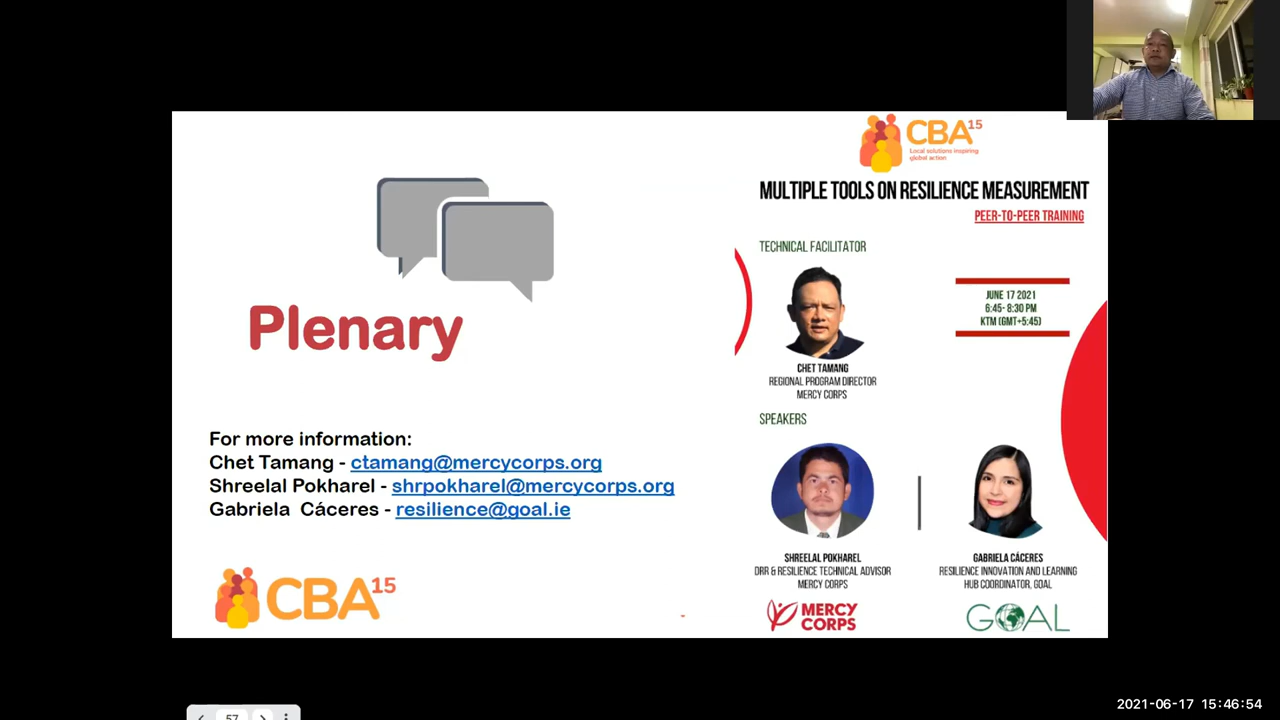 Plenary
For more information:
Chet Tamang - ctamang@mercycorps.org
Shreelal Pokharel - shrpokharel@mercycorps.org
Gabriela Cáceres - resilience@goal.ie
CBA15
CBA15
Local solutions inspiring
global action
MULTIPLE TOOLS ON RESILIENCE MEASUREMENT
PEER-TO-PEER TRAINING
TECHNICAL FACILITATOR
JUNE 17 2021
6:45- 8:30 PM
KTM (GMT+5:45)
CHET TAMANG
REGIONAL PROGRAM DIRECTOR
MERCY CORPS
SPEAKERS
SHREELAL POKHAREL
DRR & RESILIENCE TECHNICAL ADVISOR
MERCY CORPS
GABRIELA CÁCERES
RESILIENCE INNOVATION AND LEARNING
HUB COORDINATOR, GOAL
MERCY
CORPS
GOAL
57
2021-06-17 15:46:54